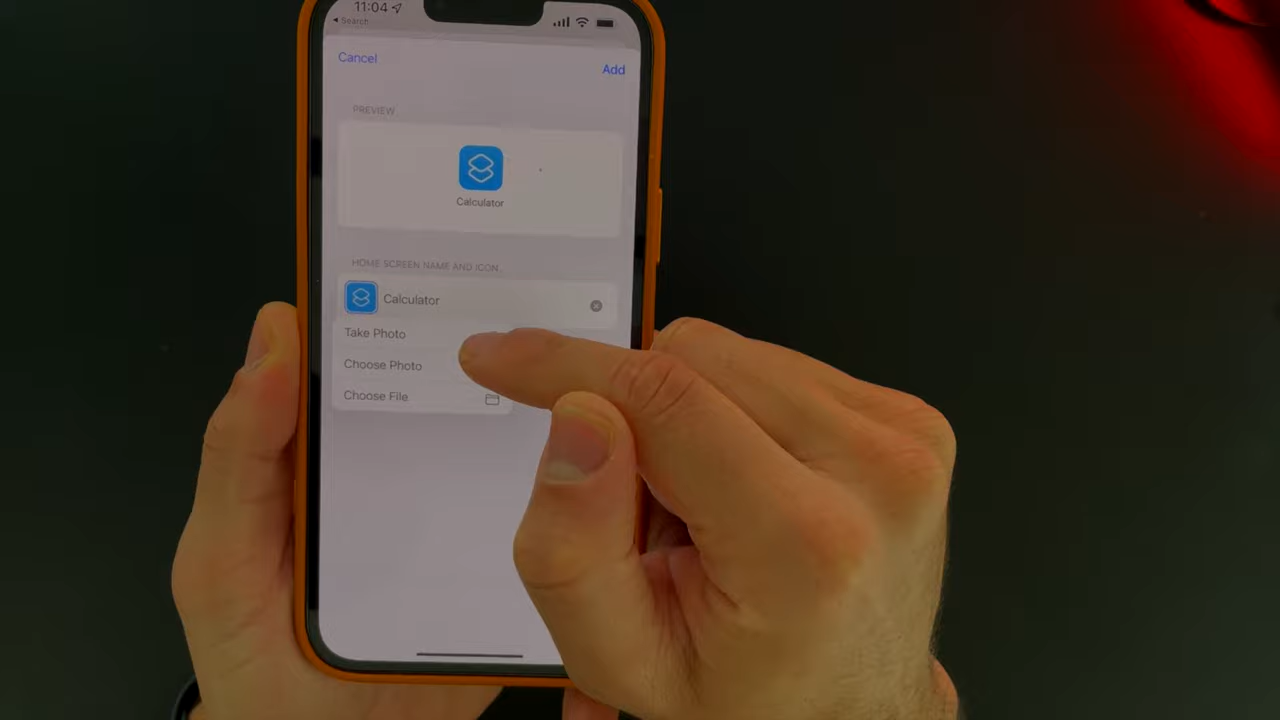 11:04
Search
Cancel
Add
PREVIEW
Calculator
HOME SCREEN NAME AND ICON
Calculator
Take Photo
Choose Photo
Choose File